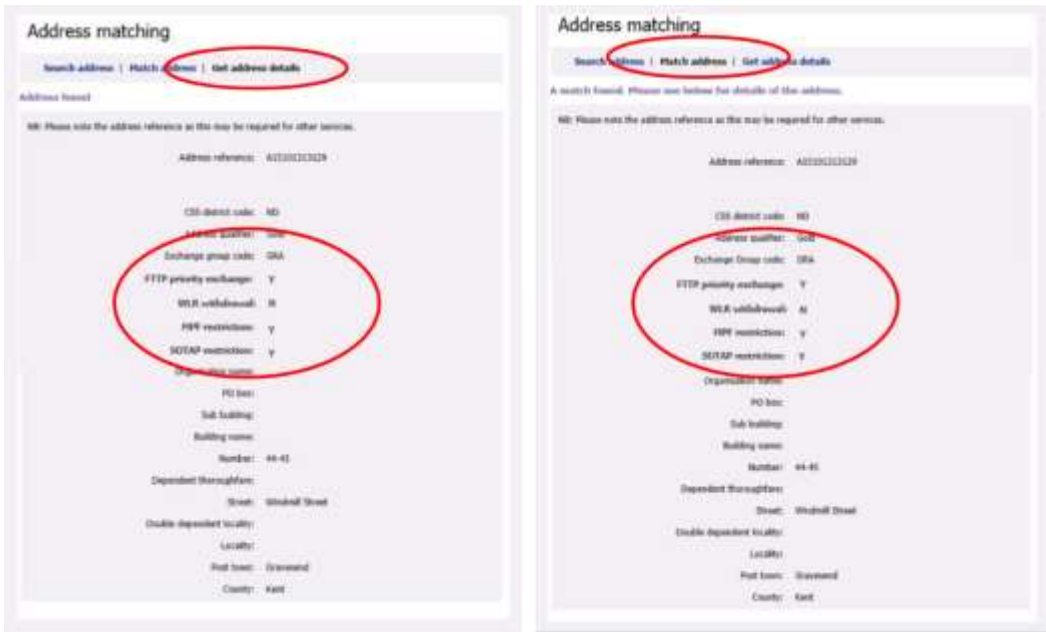 Address matching
Search address | Match address | Get address details
Address found
NB: Please note the address reference as this may be required for other services.
Address reference:
CSS district code: ND
Address qualifier: Gold
Exchange group code: GRA
FTTP priority exchange: Y
WLR withdrawal: N
MPF restriction: Y
SOTAP restriction: Y
Organisation name:
PO box:
Sub building:
Building name:
Number: 44-45
Dependent thoroughfare:
Street: Windmill Street
Double dependent locality:
Locality:
Post town: Gravesend
County: Kent
Address matching
Search address | Match address | Get address details
A match found. Please see below for details of the address.
NB: Please note the address reference as this may be required for other services.
Address reference:
CSS district code: ND
Address qualifier: Gold
Exchange Group code: GRA
FTTP priority exchange: Y
WLR withdrawal: N
MPF restriction: Y
SOTAP restriction: Y
Organisation name:
PO box:
Sub building:
Building name:
Number: 44-45
Dependent thoroughfare:
Street: Windmill Street
Double dependent locality:
Locality:
Post town: Gravesend
County: Kent